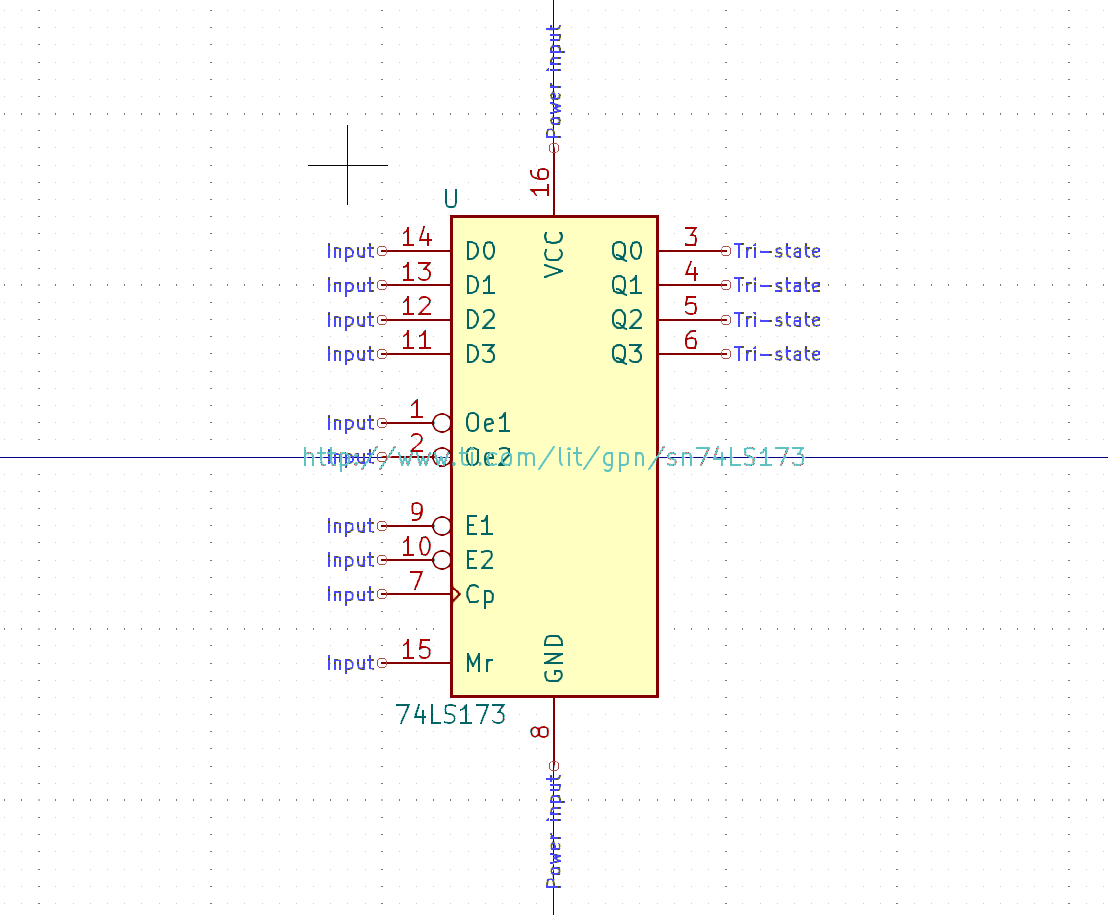 Power input
16
U
VCC
Input 14 D0 Q0 3 Tri-state
Input 13 D1 Q1 4 Tri-state
Input 12 D2 Q2 5 Tri-state
Input 11 D3 Q3 6 Tri-state
Input 1 Oe1
Input 2 Oe2
http://www.ti.com/lit/gpn/sn74LS173
Input 9 E1
Input 10 E2
Input 7 Cp
Input 15 Mr
GND
74LS173
8
Power input